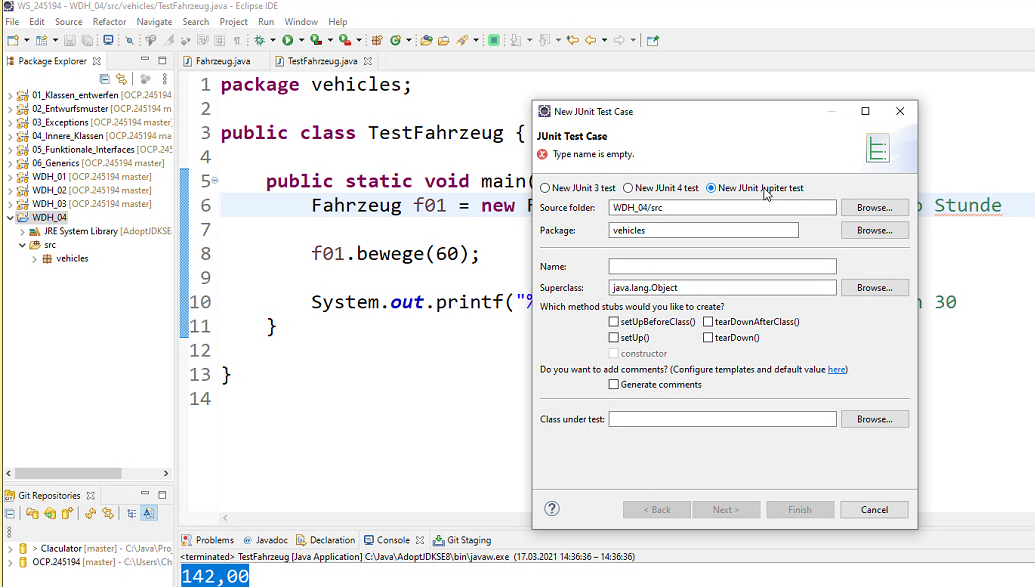 WS_245194 - WDH_04/src/vehicles/TestFahrzeug.java - Eclipse IDE
File Edit Source Refactor Navigate Search Project Run Window Help
Package Explorer
01_Klassen_entwerfen [OCP.245194 m
02_Entwurfsmuster [OCP.245194 mast
03_Exceptions [OCP.245194 master]
04_Innere_Klassen [OCP.245194 mast
05_Funktionale_Interfaces [OCP.24519
06_Generics [OCP.245194 master]
WDH_01 [OCP.245194 master]
WDH_02 [OCP.245194 master]
WDH_03 [OCP.245194 master]
WDH_04
JRE System Library [AdoptJDKSE
src
vehicles
Git Repositories
> Claculator [master] - C:\Java\Proj
OCP.245194 [master] - C:\Users\Ch
Fahrzeug.java TestFahrzeug.java
1 package vehicles;
2
3 public class TestFahrzeug {
4
5 public static void main(
6 Fahrzeug f01 = new F o Stunde
7
8 f01.bewege(60);
9
10 System.out.printf("% n 30
11 }
12
13 }
14
New JUnit Test Case
JUnit Test Case
Type name is empty.
New JUnit 3 test New JUnit 4 test New JUnit Jupiter test
Source folder: WDH_04/src Browse...
Package: vehicles Browse...
Name:
Superclass: java.lang.Object Browse...
Which method stubs would you like to create?
setUpBeforeClass() tearDownAfterClass()
setUp() tearDown()
constructor
Do you want to add comments? (Configure templates and default value here)
Generate comments
Class under test: Browse...
? < Back Next > Finish Cancel
Problems @ Javadoc Declaration Console Git Staging
<terminated> TestFahrzeug [Java Application] C:\Java\AdoptJDKSE8\bin\javaw.exe (17.03.2021 14:36:36 – 14:36:36)
142,00